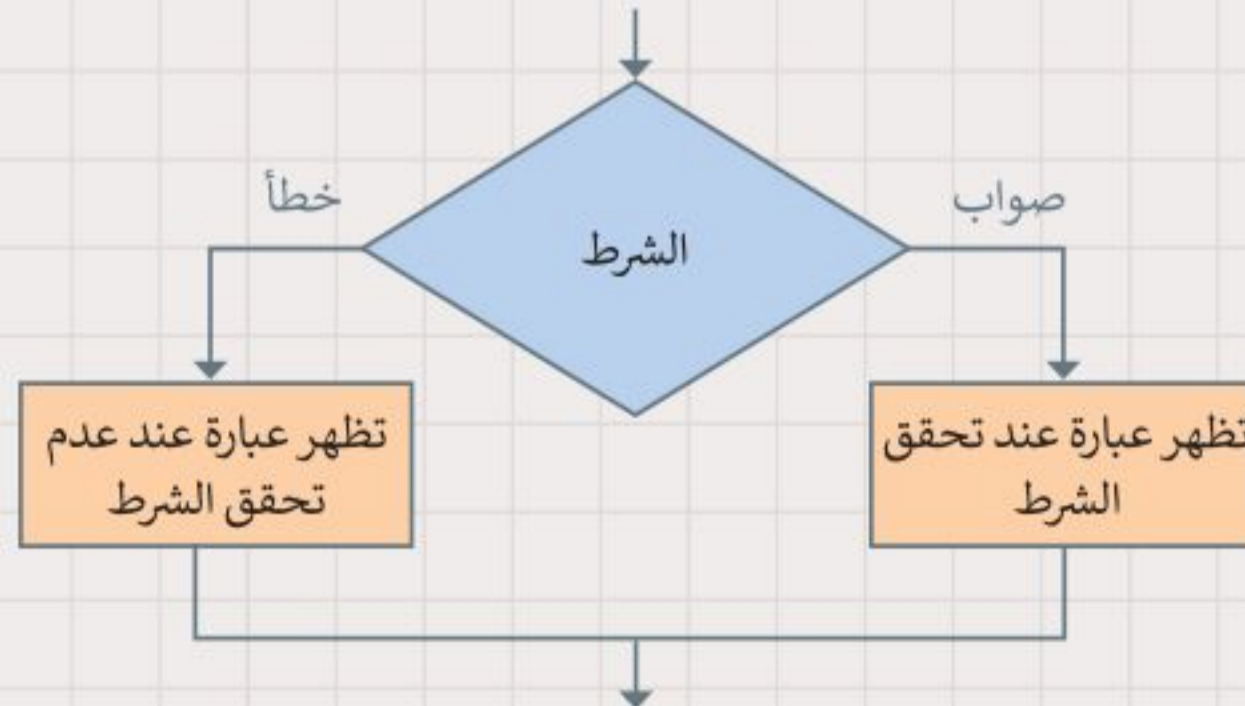 صواب
خطأ
الشرط
تظهر عبارة عند تحقق
الشرط
تظهر عبارة عند عدم
تحقق الشرط